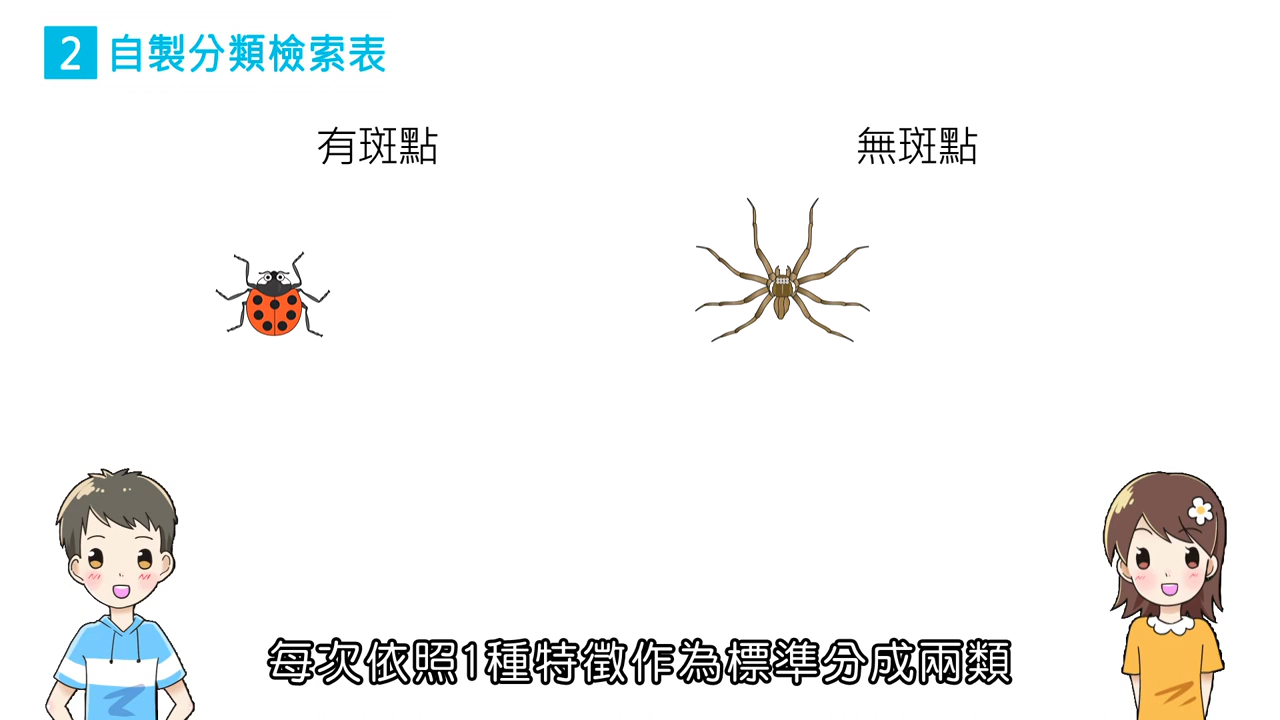 2 自製分類檢索表
有斑點
無斑點
每次依照1種特徵作為標準分成兩類